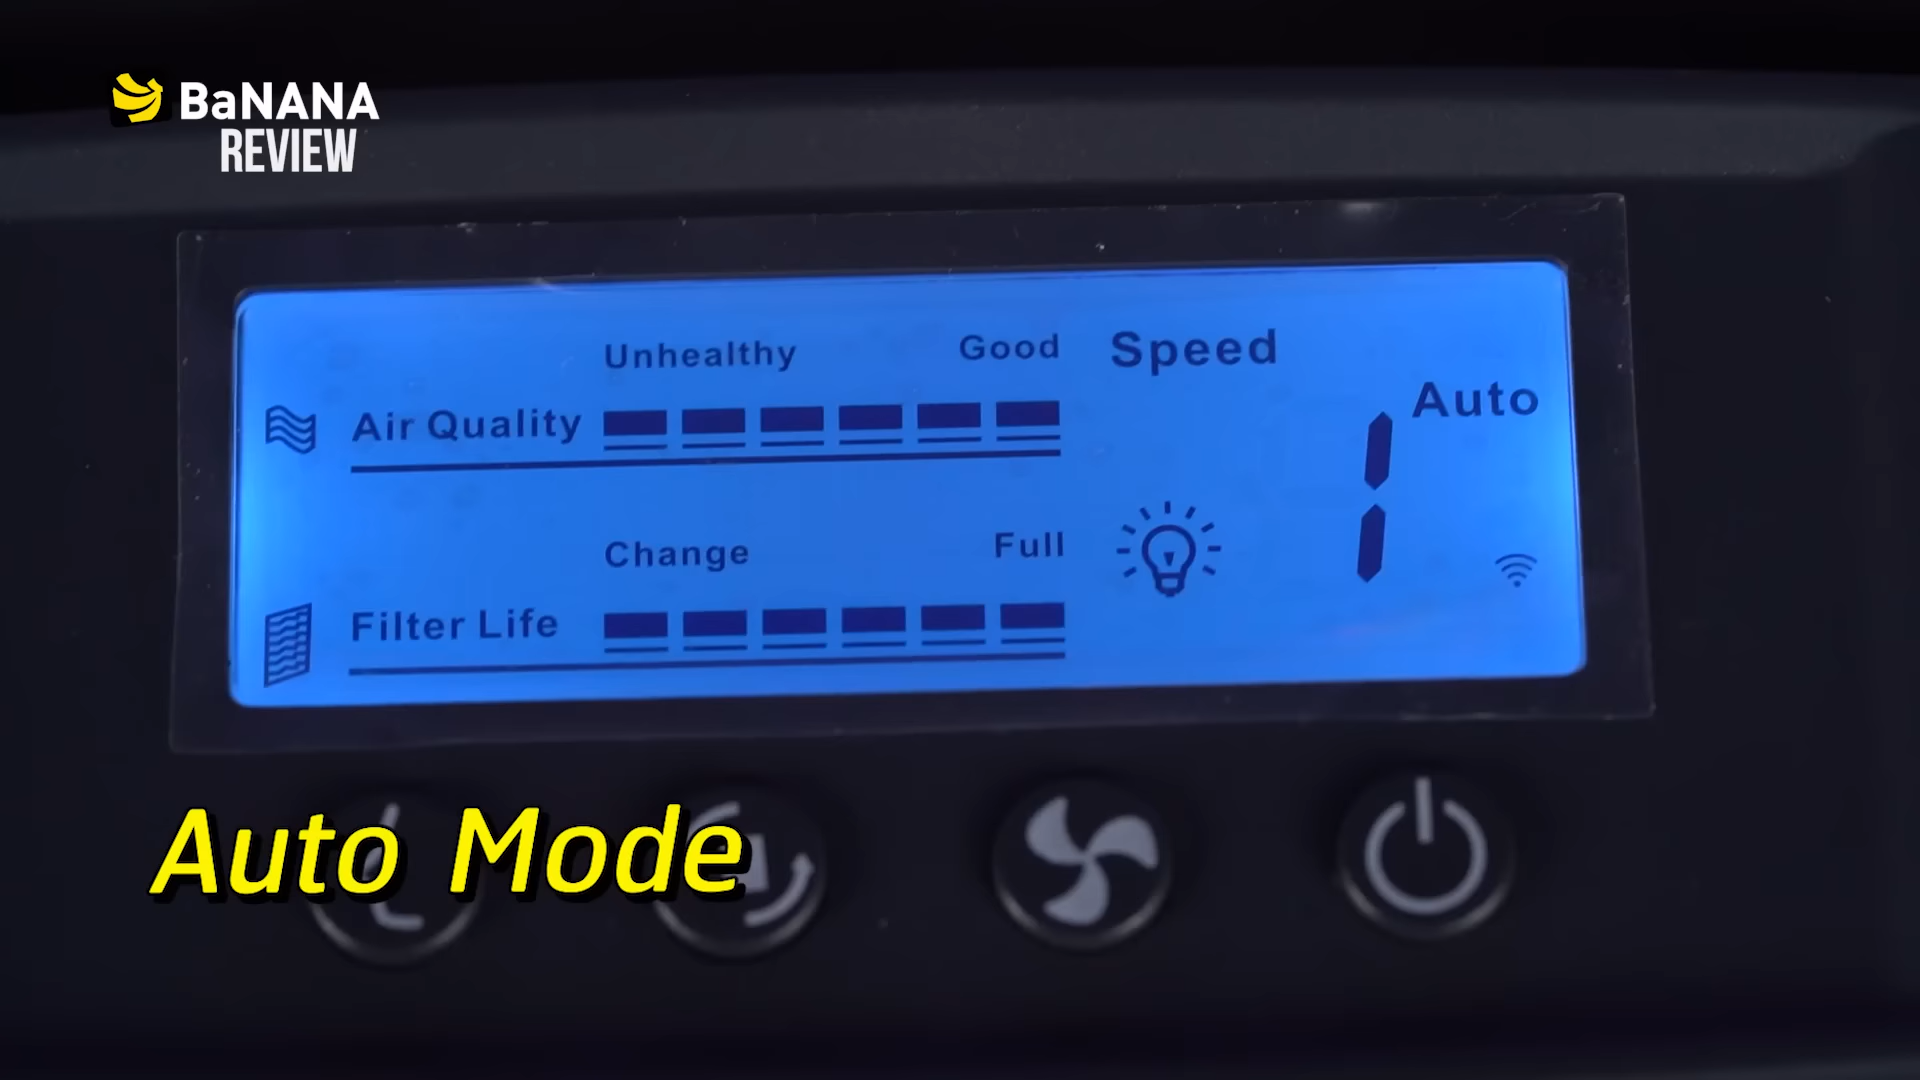 BaNANA
REVIEW
Unhealthy Good
Air Quality
Change Full
Filter Life
Speed
Auto
1
Auto Mode